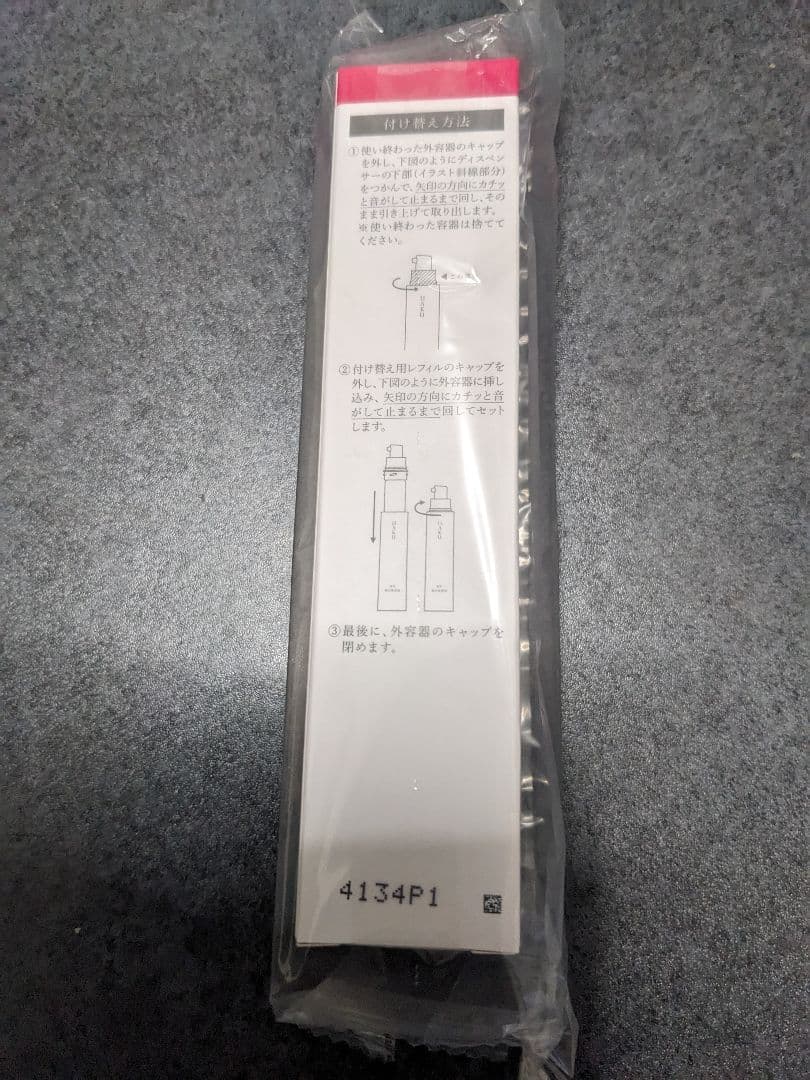 付け替え方法
①使い終わった外容器のキャップ
を外し、下図のようにディスペン
サーの下部(イラスト斜線部分)
をつかんで、矢印の方向にカチッ
と音がして止まるまで回し、その
まま引き上げて取り出します。
※使い終わった容器は捨てて
ください。
HAKU
②付け替え用レフィルのキャップを
外し、下図のように外容器に挿し
込み、矢印の方向にカチッと音
がして止まるまで回してセット
します。
HAKU
HAKU
③最後に、外容器のキャップを
閉めます。
4134P1